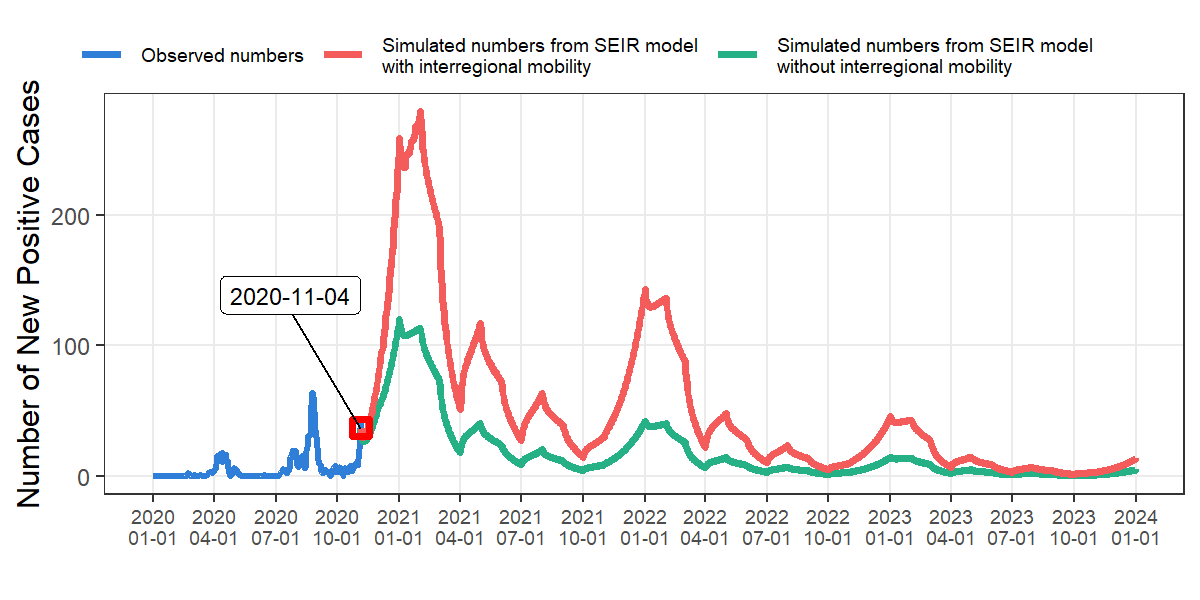 Observed numbers
Simulated numbers from SEIR model
with interregional mobility
Simulated numbers from SEIR model
without interregional mobility
Number of New Positive Cases
200
100
0
2020-11-04
2020 2020 2020 2020 2021 2021 2021 2021 2022 2022 2022 2022 2023 2023 2023 2023 2024
01-01 04-01 07-01 10-01 01-01 04-01 07-01 10-01 01-01 04-01 07-01 10-01 01-01 04-01 07-01 10-01 01-01